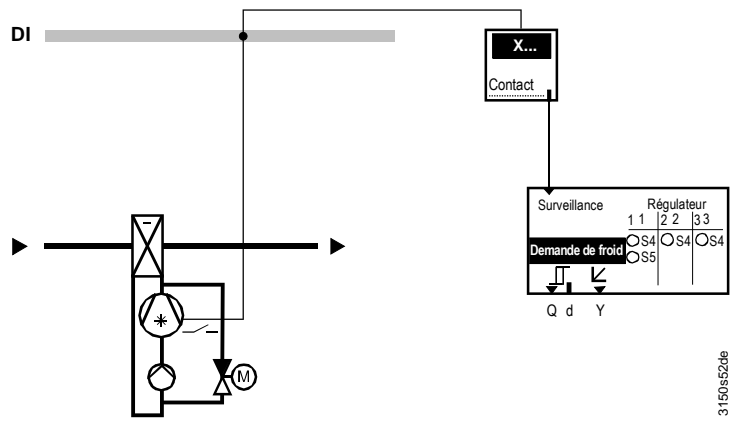 DI
X...
Contact
Surveillance
Régulateur
1 1 2 2 3 3
Demande de froid
S4 S4 S4
S5
Q d Y
M
3150s52de